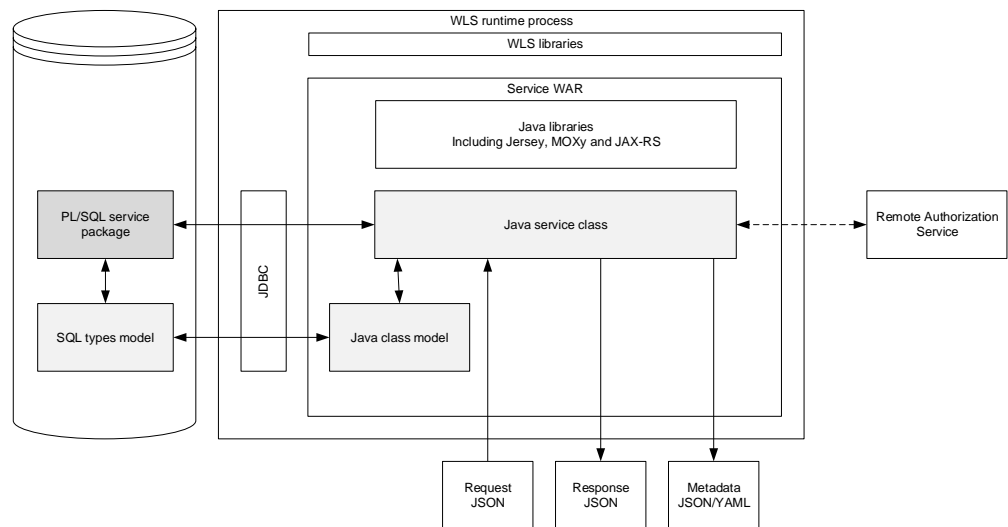 WLS runtime process
WLS libraries
Service WAR
Java libraries
Including Jersey, MOXy and JAX-RS
PL/SQL service
package
JDBC
Java service class
Remote Authorization
Service
SQL types model
Java class model
Request
JSON
Response
JSON
Metadata
JSON/YAML